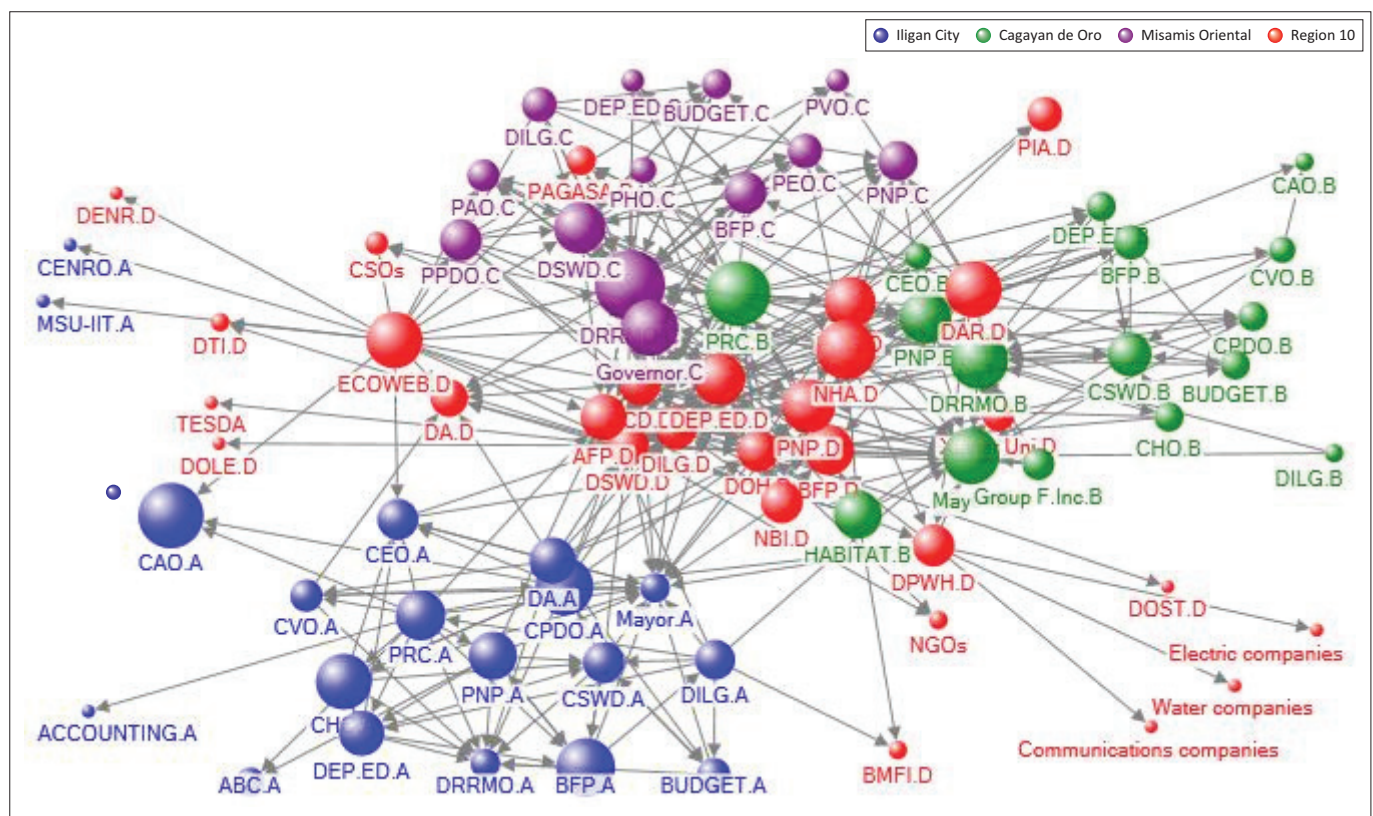 Iligan City Cagayan de Oro Misamis Oriental Region 10
DEP.ED
BUDGET.C
PVO.C
DILG.C
PIA.D
PAGASA
PHO.C
PEO.C
PNP.C
CAO.B
DENR.D
PAO.C
BFP.C
DEP.ED.B
CENRO.A
CSOs
PPDO.C
DSWD.C
CEO.B
BFP.B
CVO.B
MSU-IIT.A
DTI.D
PRC.B
PNP.B
DAR.D
CPDO.B
ECOWEB.D
Governor.C
NHA.D
DRRMO.B
CSWD.B
BUDGET.B
TESDA
DA.D
DEP.ED.D
CHO.B
DOLE.D
AFP.D
DILG.D
PNP.D
Uni.D
DSWD.D
BFP.D
DILG.B
May
Group F.Inc.B
NBI.D
CAO.A
CEO.A
HABITAT.B
DPWH.D
DA.A
Mayor.A
DOST.D
CVO.A
CPDO.A
NGOs
PRC.A
Electric companies
PNP.A
CSWD.A
DILG.A
Water companies
ACCOUNTING.A
Communications companies
DEP.ED.A
BMFI.D
ABC.A
DRRMO.A
BFP.A
BUDGET.A